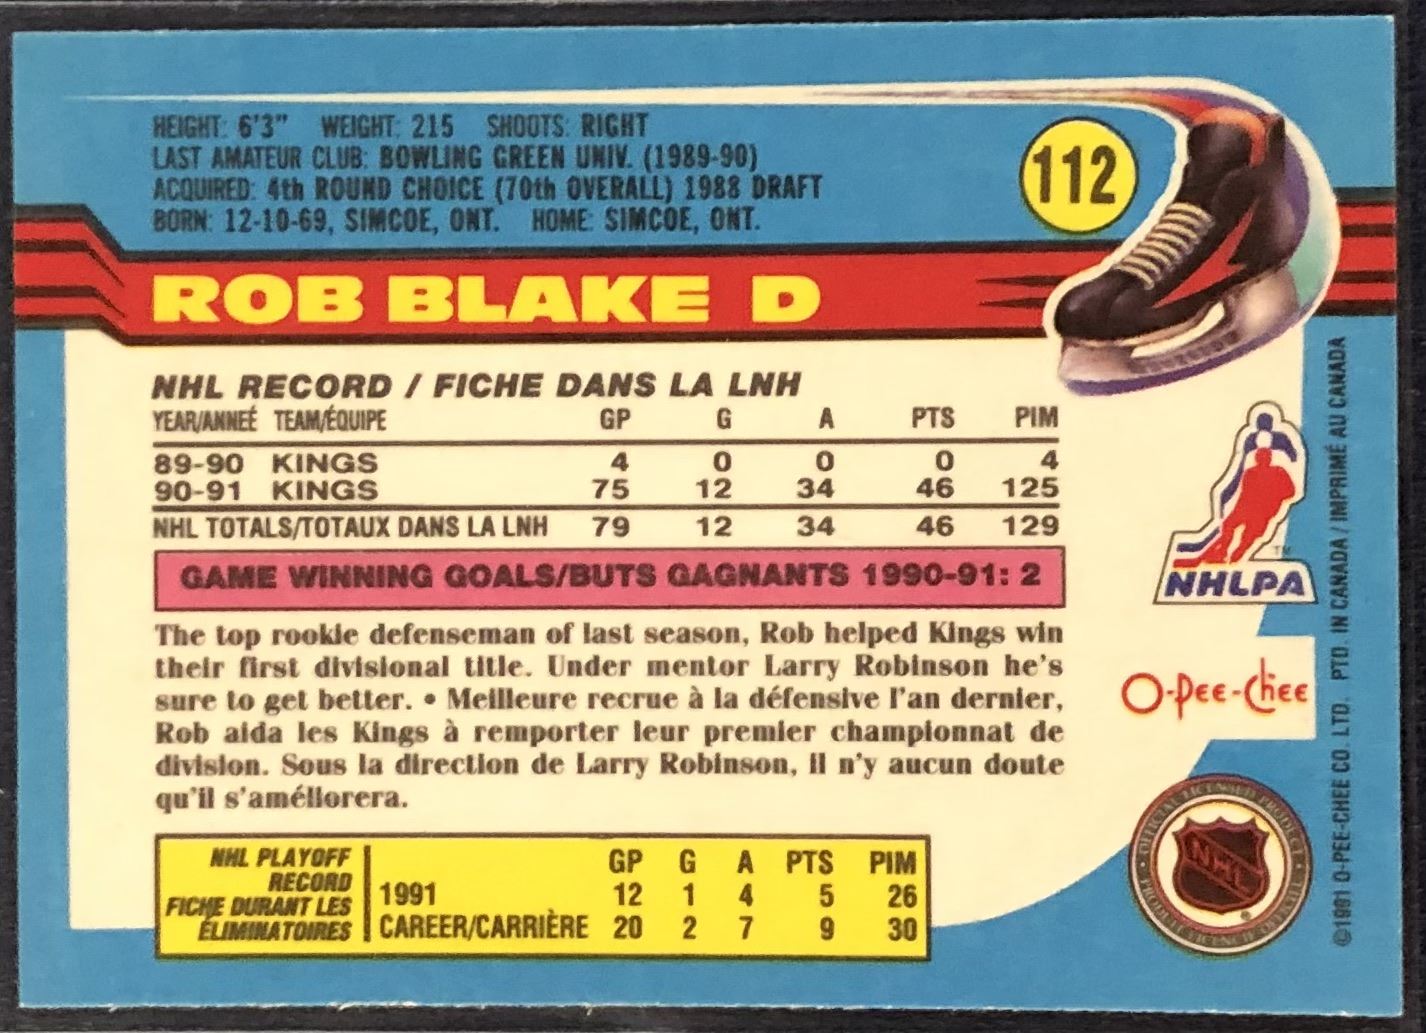 HEIGHT: 6'3" WEIGHT: 215 SHOOTS: RIGHT
LAST AMATEUR CLUB: BOWLING GREEN UNIV. (1989-90)
ACQUIRED: 4th ROUND CHOICE (70th OVERALL) 1988 DRAFT
BORN: 12-10-69, SIMCOE, ONT. HOME: SIMCOE, ONT.
112
ROB BLAKE D
NHL RECORD / FICHE DANS LA LNH
YEAR/ANNEÉ TEAM/ÉQUIPE GP G A PTS PIM
89-90 KINGS 4 0 0 0 4
90-91 KINGS 75 12 34 46 125
NHL TOTALS/TOTAUX DANS LA LNH 79 12 34 46 129
GAME WINNING GOALS/BUTS GAGNANTS 1990-91: 2
The top rookie defenseman of last season, Rob helped Kings win
their first divisional title. Under mentor Larry Robinson he's
sure to get better. • Meilleure recrue à la défensive l'an dernier,
Rob aida les Kings à remporter leur premier championnat de
division. Sous la direction de Larry Robinson, il n'y aucun doute
qu'il s'améliorera.
NHL PLAYOFF
RECORD
FICHE DURANT LES
ÉLIMINATOIRES
GP G A PTS PIM
1991 12 1 4 5 26
CAREER/CARRIÈRE 20 2 7 9 30
TM
NHLPA
O-Pee-Chee
OFFICIAL LICENSED PRODUCT
NHL
©1991 O-PEE-CHEE CO. LTD. PTD. IN CANADA / IMPRIMÉ AU CANADA